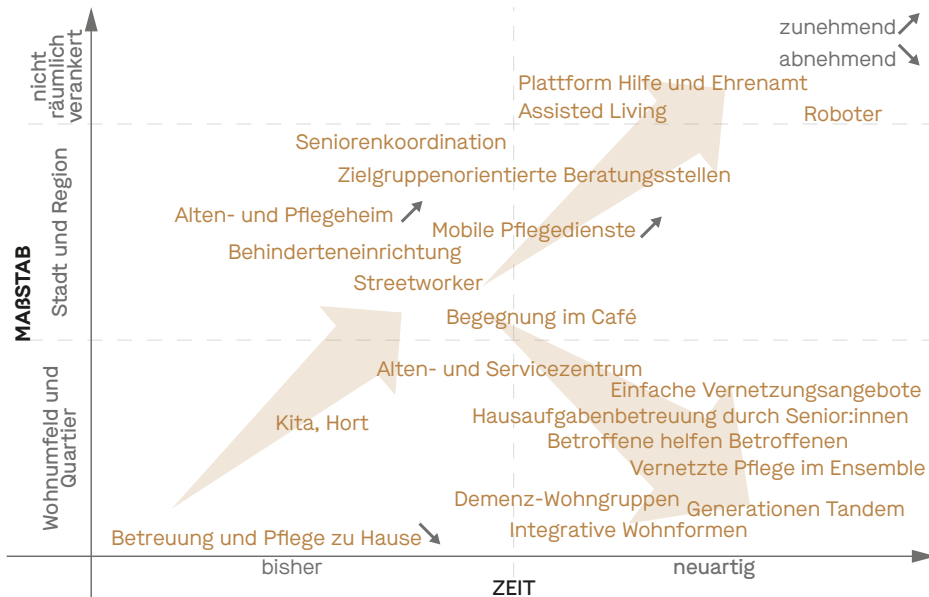 zunehmend
abnehmend
nicht
räumlich
verankert
Plattform Hilfe und Ehrenamt
Assisted Living
Roboter
Seniorenkoordination
Zielgruppenorientierte Beratungsstellen
Alten- und Pflegeheim
Mobile Pflegedienste
Behinderteneinrichtung
Streetworker
Begegnung im Café
MAßSTAB
Stadt und Region
Alten- und Servicezentrum
Einfache Vernetzungsangebote
Hausaufgabenbetreuung durch Senior:innen
Kita, Hort
Betroffene helfen Betroffenen
Vernetzte Pflege im Ensemble
Wohnumfeld und
Quartier
Demenz-Wohngruppen
Generationen Tandem
Integrative Wohnformen
Betreuung und Pflege zu Hause
bisher
neuartig
ZEIT